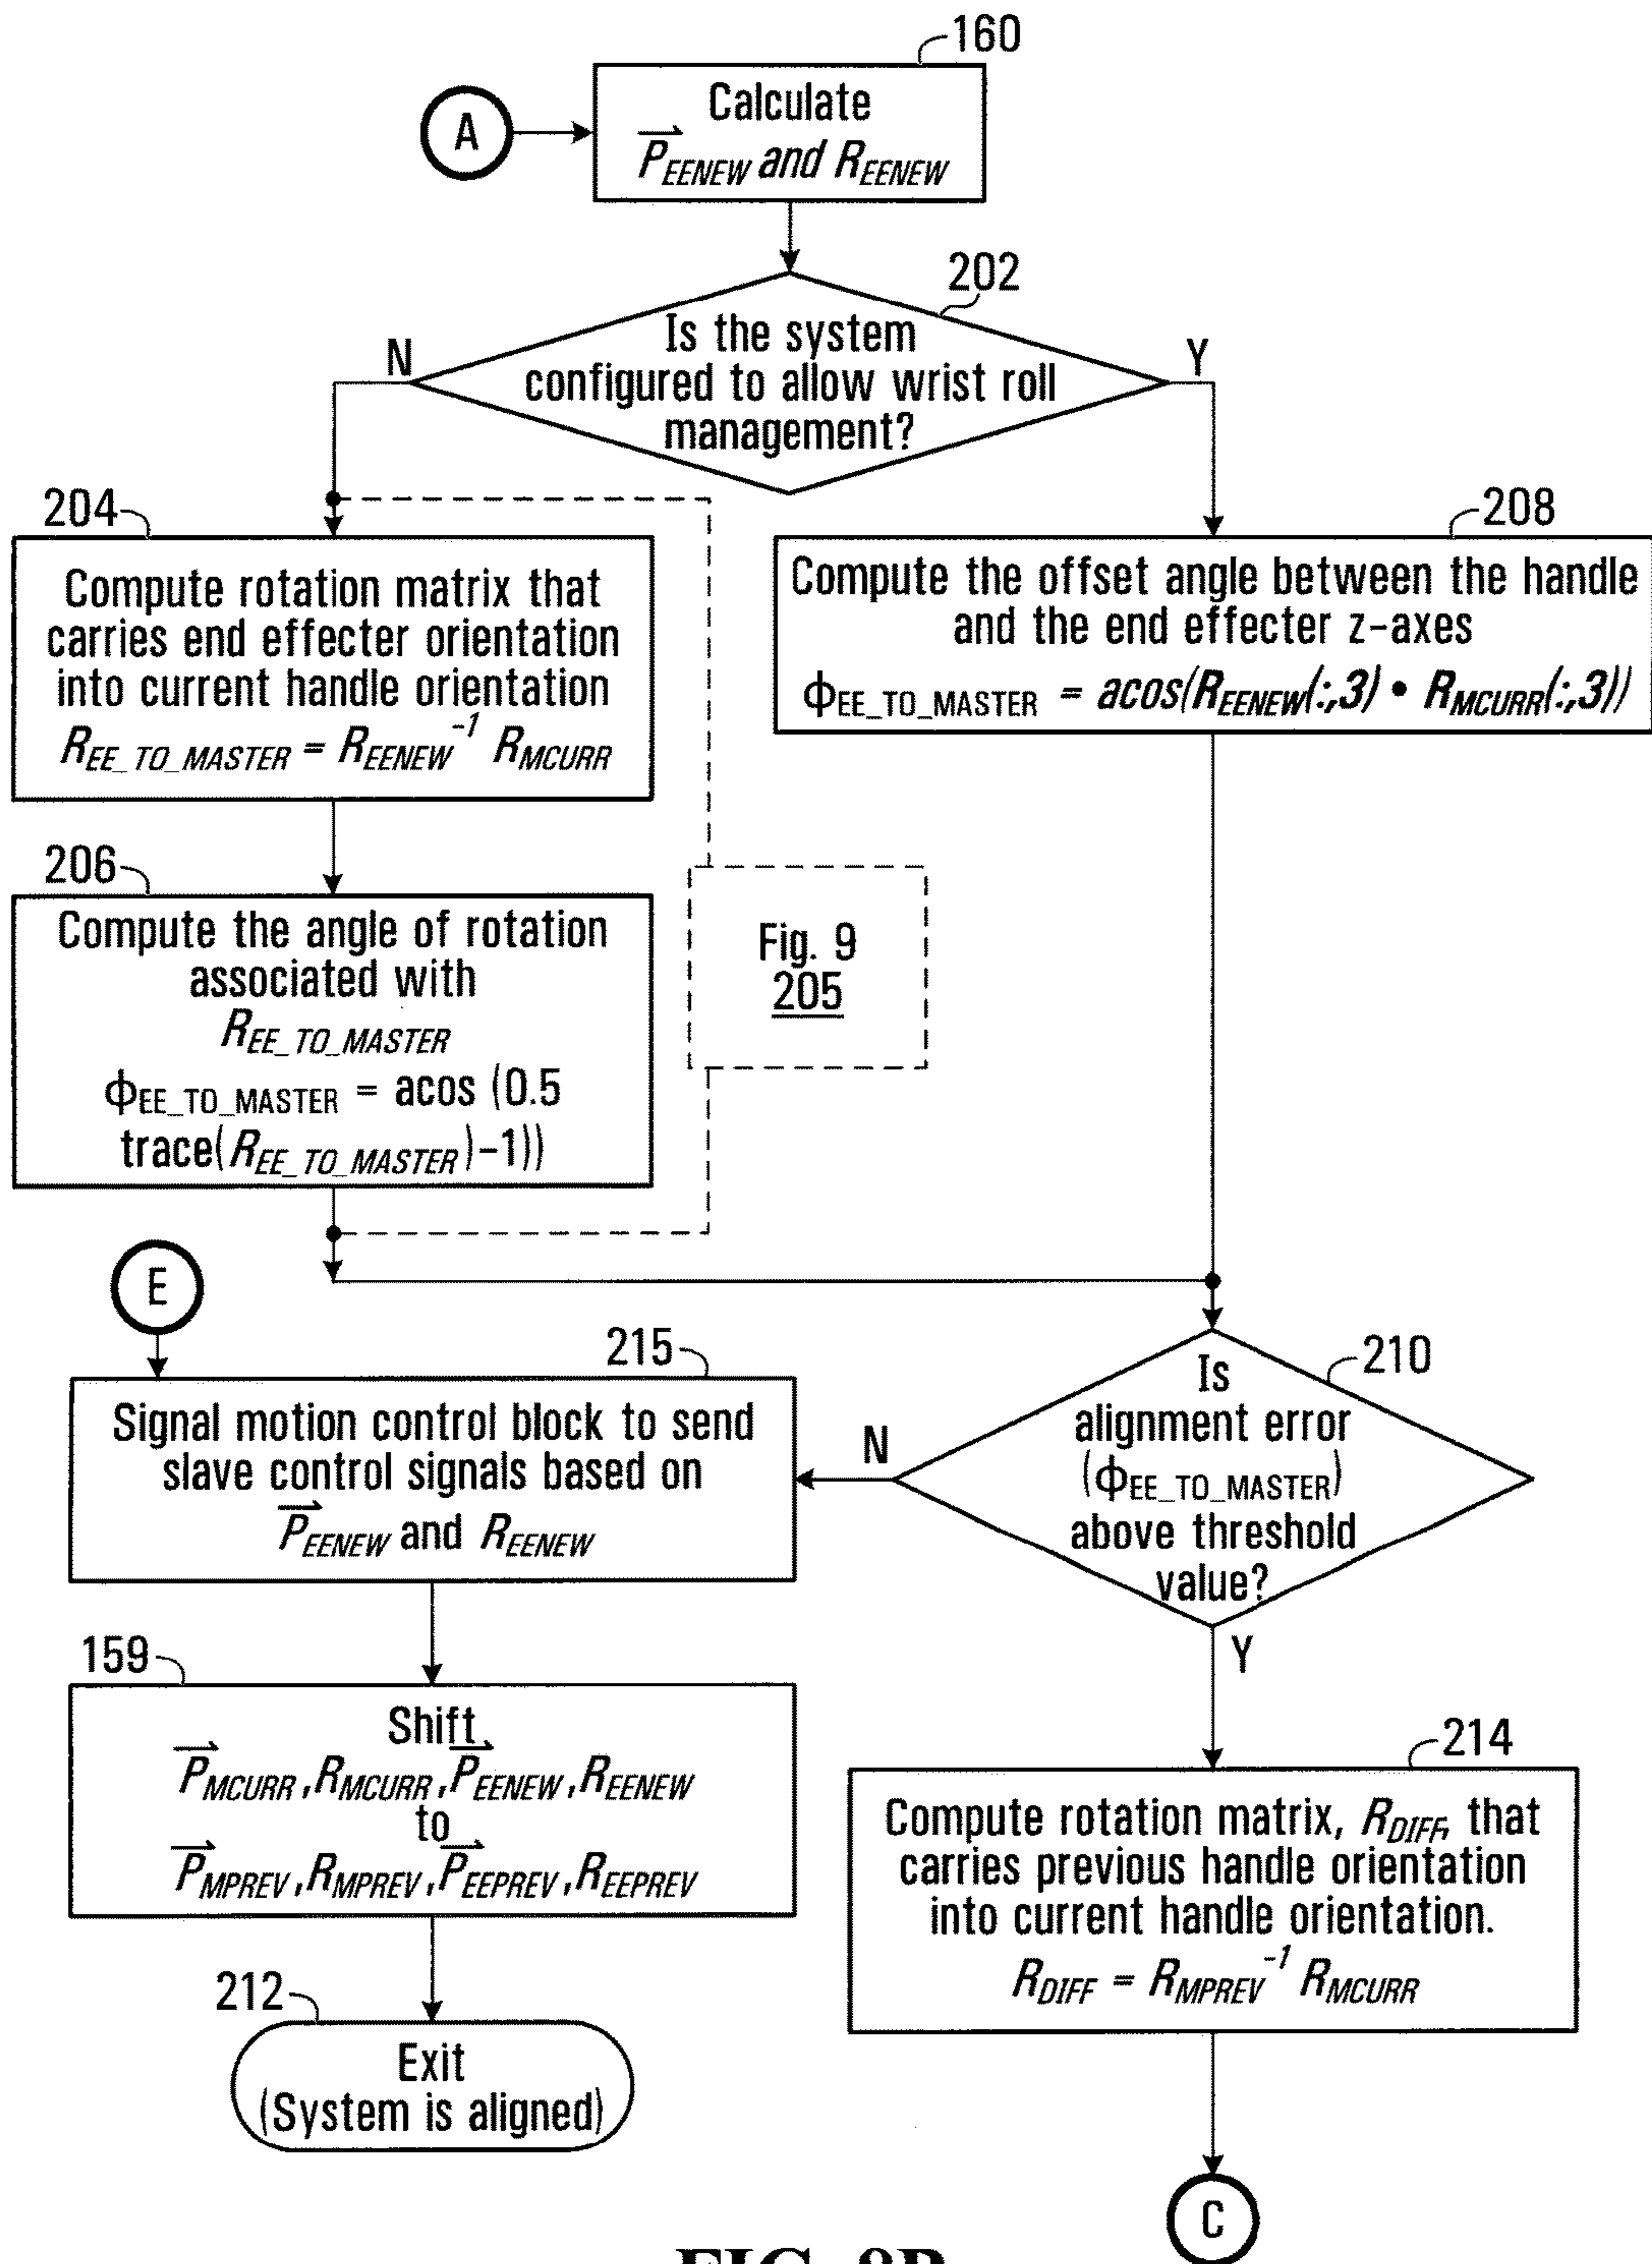 160
A
Calculate
P_EENEW and R_EENEW
202
Is the system
configured to allow wrist roll
management?
N
Y
204
Compute rotation matrix that
carries end effecter orientation
into current handle orientation
R_EE_TO_MASTER = R_EENEW^-1 R_MCURR
208
Compute the offset angle between the handle
and the end effecter z-axes
Φ_EE_TO_MASTER = acos(R_EENEW(:,3) • R_MCURR(:,3))
206
Compute the angle of rotation
associated with
R_EE_TO_MASTER
Φ_EE_TO_MASTER = acos (0.5
trace(R_EE_TO_MASTER)-1))
Fig. 9
205
E
215
Signal motion control block to send
slave control signals based on
P_EENEW and R_EENEW
210
Is
alignment error
(Φ_EE_TO_MASTER)
above threshold
value?
N
Y
159
Shift
P_MCURR, R_MCURR, P_EENEW, R_EENEW
to
P_MPREV, R_MPREV, P_EEPREV, R_EEPREV
214
Compute rotation matrix, R_DIFF, that
carries previous handle orientation
into current handle orientation.
R_DIFF = R_MPREV^-1 R_MCURR
212
Exit
(System is aligned)
C
FIG. 8B